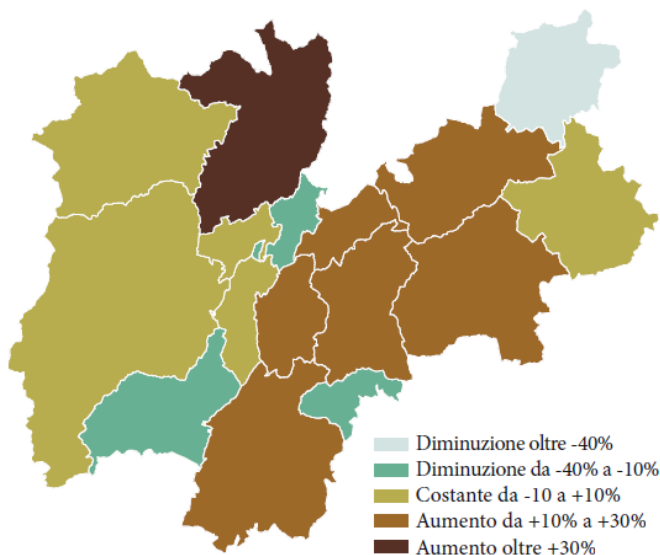 Diminuzione oltre -40%
Diminuzione da -40% a -10%
Costante da -10 a +10%
Aumento da +10% a +30%
Aumento oltre +30%